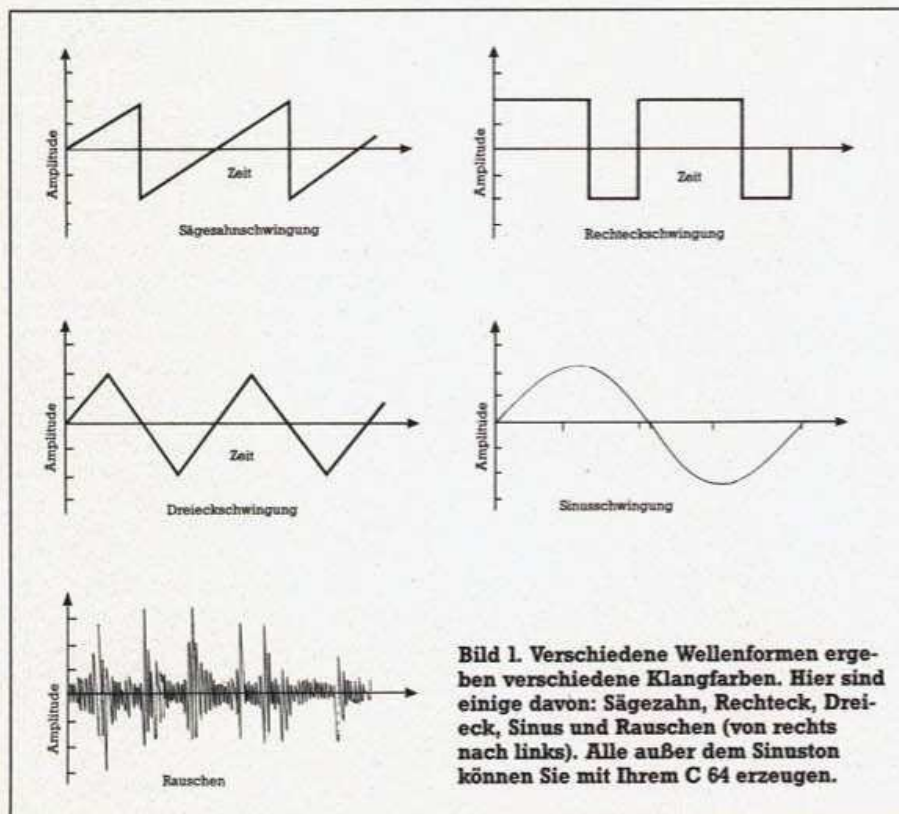 Amplitude
Zeit
Sägesahnschwingung
Amplitude
Zeit
Rechteckschwingung
Amplitude
Zeit
Dreieckschwingung
Amplitude
Sinusschwingung
Amplitude
Rauschen
Bild 1. Verschiedene Wellenformen erge-
ben verschiedene Klangfarben. Hier sind
einige davon: Sägezahn, Rechteck, Drei-
eck, Sinus und Rauschen (von rechts
nach links). Alle außer dem Sinuston
können Sie mit Ihrem C 64 erzeugen.